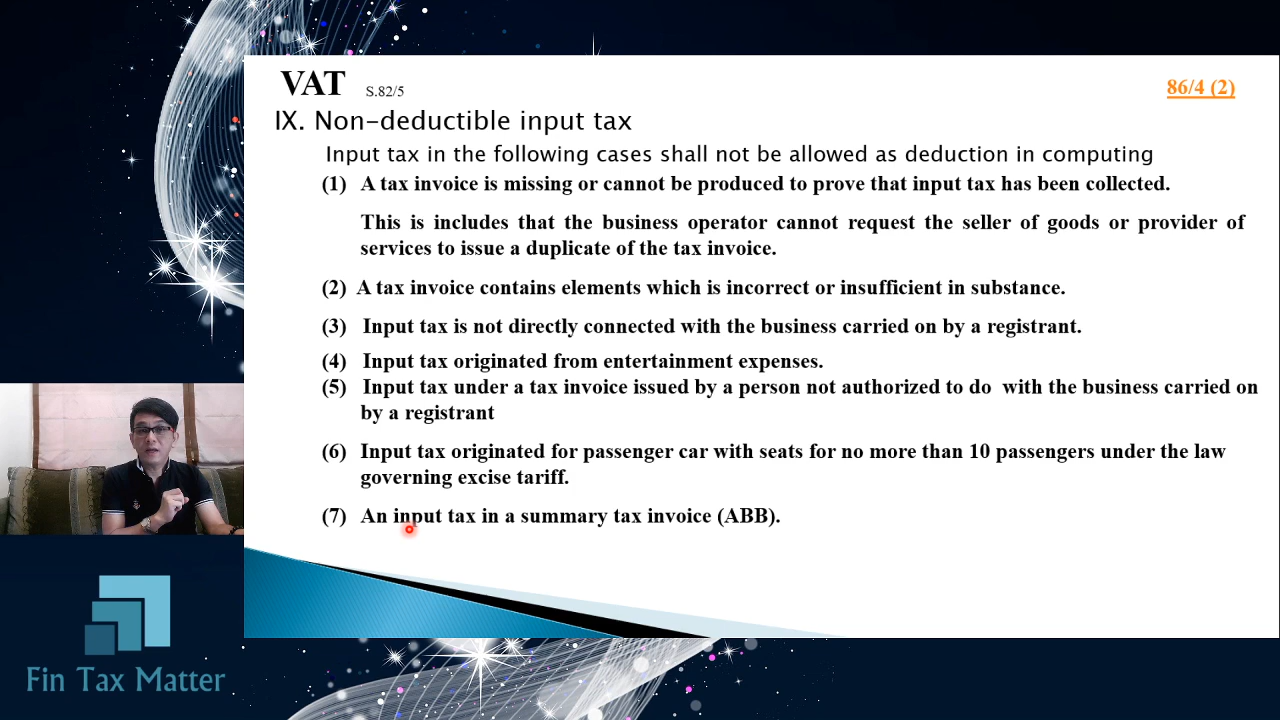 VAT S.82/5 86/4 (2)
IX. Non-deductible input tax
Input tax in the following cases shall not be allowed as deduction in computing
(1) A tax invoice is missing or cannot be produced to prove that input tax has been collected.
This is includes that the business operator cannot request the seller of goods or provider of
services to issue a duplicate of the tax invoice.
(2) A tax invoice contains elements which is incorrect or insufficient in substance.
(3) Input tax is not directly connected with the business carried on by a registrant.
(4) Input tax originated from entertainment expenses.
(5) Input tax under a tax invoice issued by a person not authorized to do with the business carried on
by a registrant
(6) Input tax originated for passenger car with seats for no more than 10 passengers under the law
governing excise tariff.
(7) An input tax in a summary tax invoice (ABB).
Fin Tax Matter